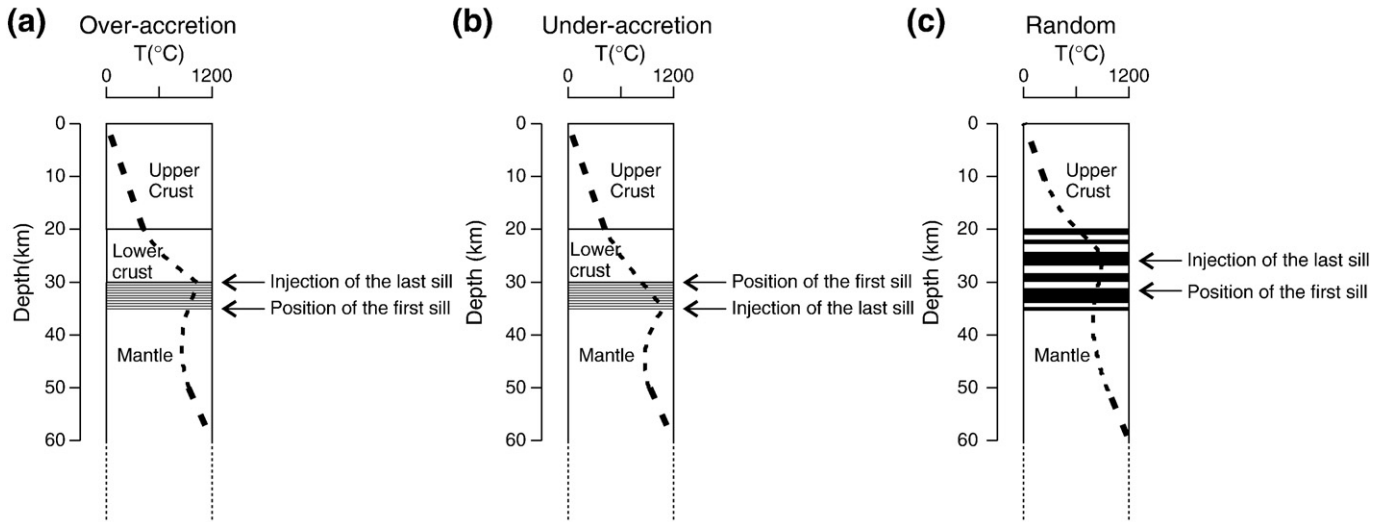 (a) Over-accretion
T(°C)
0 1200
Depth(km)
0
10
20
30
40
50
60
Upper
Crust
Lower
crust
Mantle
Injection of the last sill
Position of the first sill
(b) Under-accretion
T(°C)
0 1200
Depth (km)
0
10
20
30
40
50
60
Upper
Crust
Lower
crust
Mantle
Position of the first sill
Injection of the last sill
(c) Random
T(°C)
0 1200
Depth (km)
0
10
20
30
40
50
60
Upper
Crust
Mantle
Injection of the last sill
Position of the first sill